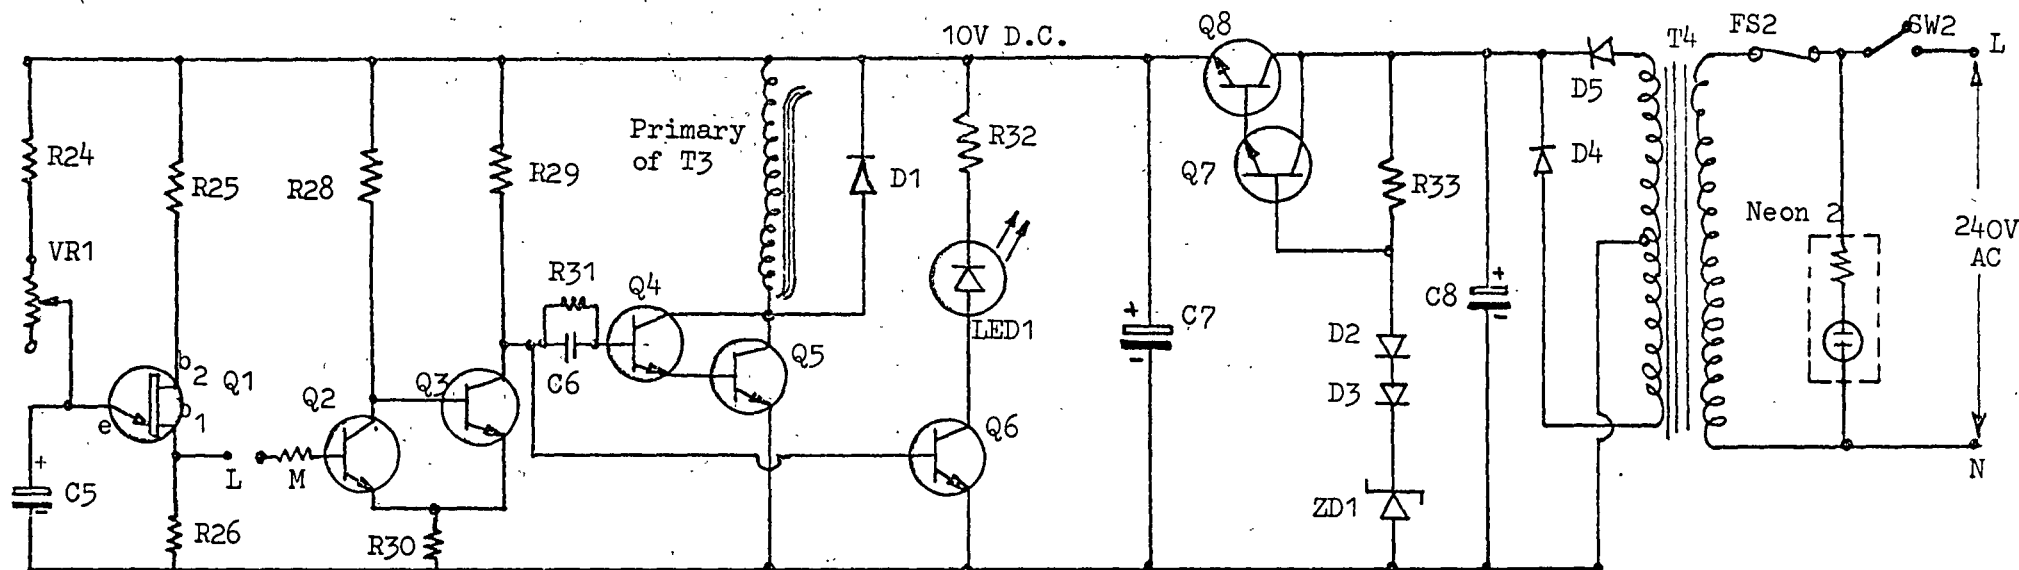 10V D.C.
Q8
FS2
SW2
T4
L
D5
R24
R25
R28
R29
Primary
of T3
D1
R32
Q7
R33
D4
Neon 2
240V
AC
VR1
R31
Q4
LED1
+
C7
-
C8
+
-
D2
D3
b
2
Q1
b
1
e
Q2
Q3
C6
Q5
Q6
+
C5
-
L
M
R26
R30
ZD1
N